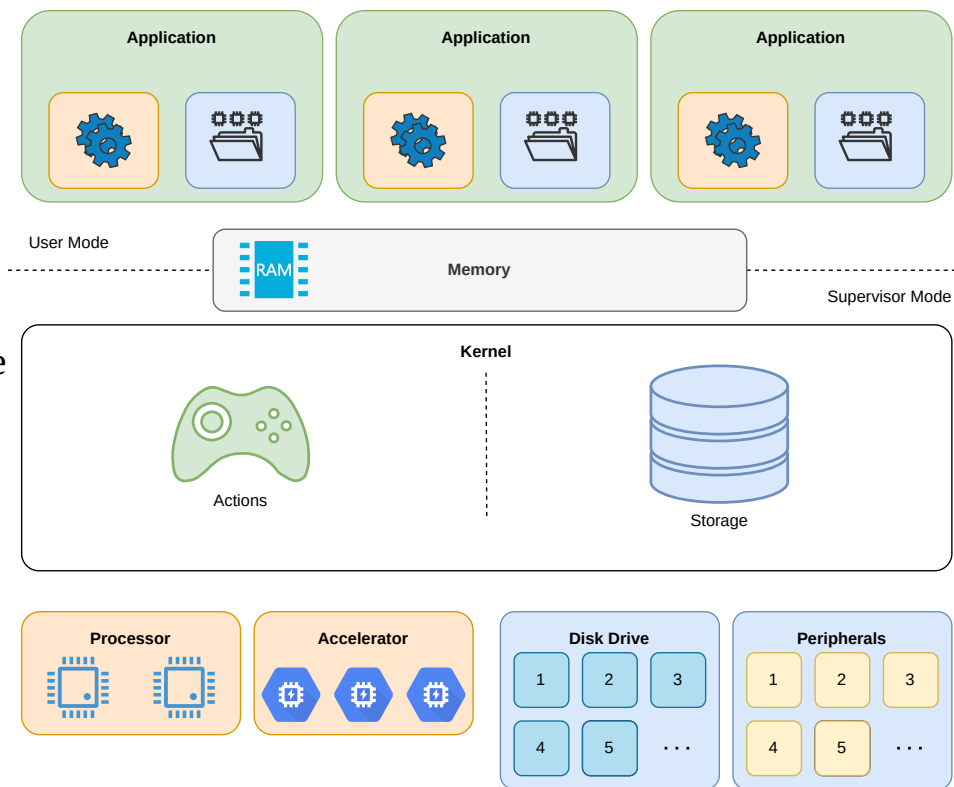 Application Application Application
User Mode
RAM
Memory
Supervisor Mode
e
Kernel
Actions
Storage
Processor
Accelerator
Disk Drive
1 2 3
4 5 ...
Peripherals
1 2 3
4 5 ...